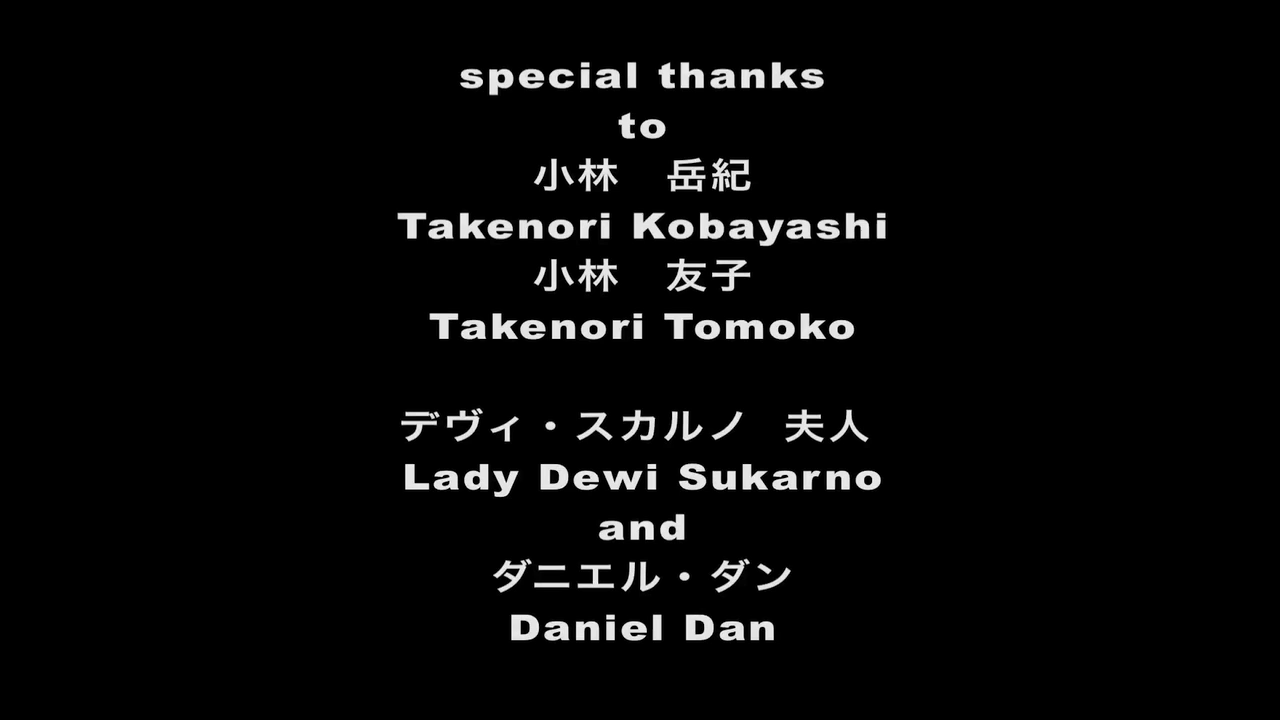 special thanks
to
小林　岳紀
Takenori Kobayashi
小林　友子
Takenori Tomoko
デヴィ・スカルノ　夫人
Lady Dewi Sukarno
and
ダニエル・ダン
Daniel Dan